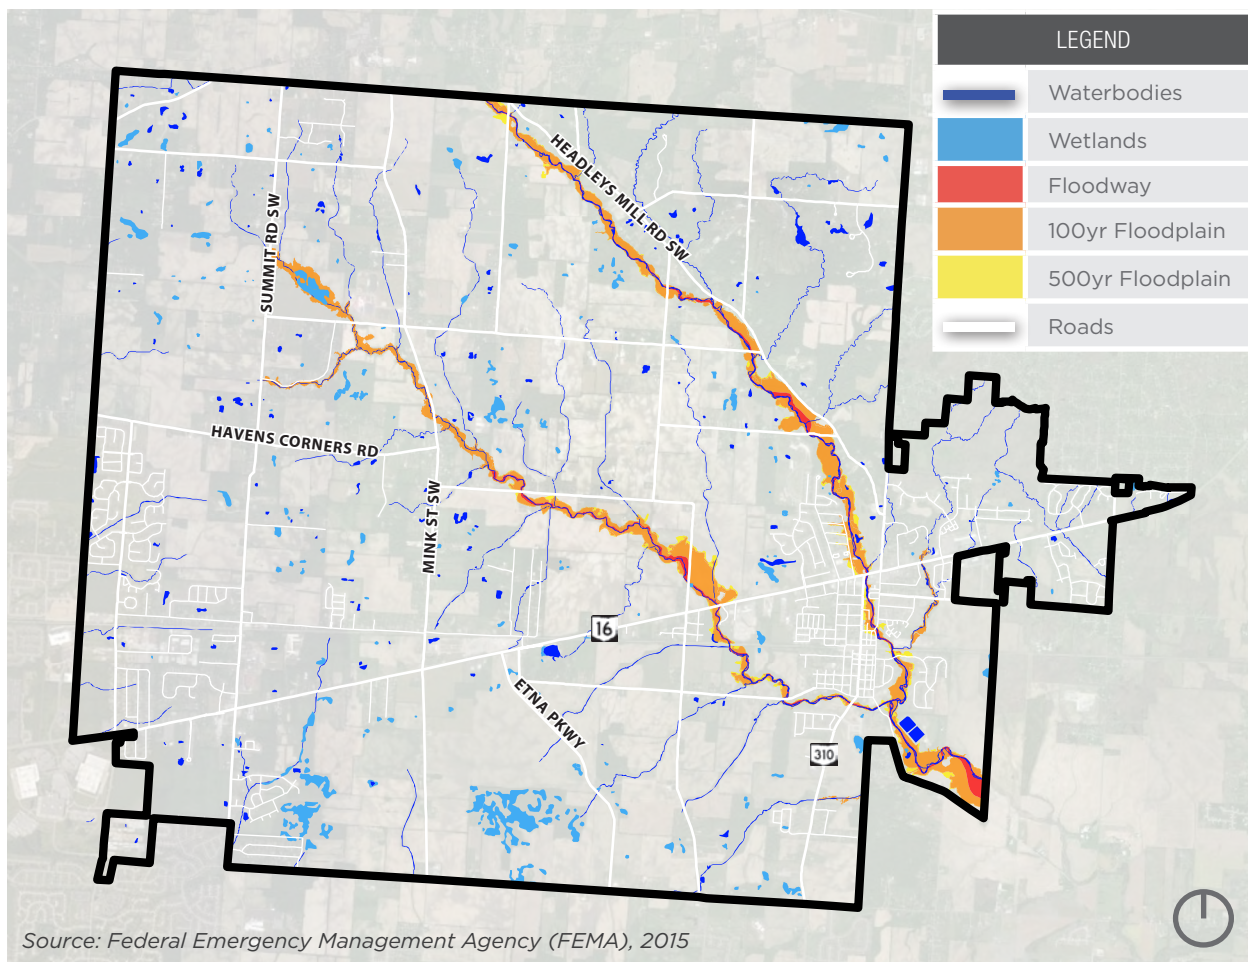 LEGEND
Waterbodies
Wetlands
Floodway
100yr Floodplain
500yr Floodplain
Roads
HEADLEYS MILL RD SW
SUMMIT RD SW
HAVENS CORNERS RD
MINK ST SW
16
ETNA PKWY
310
Source: Federal Emergency Management Agency (FEMA), 2015